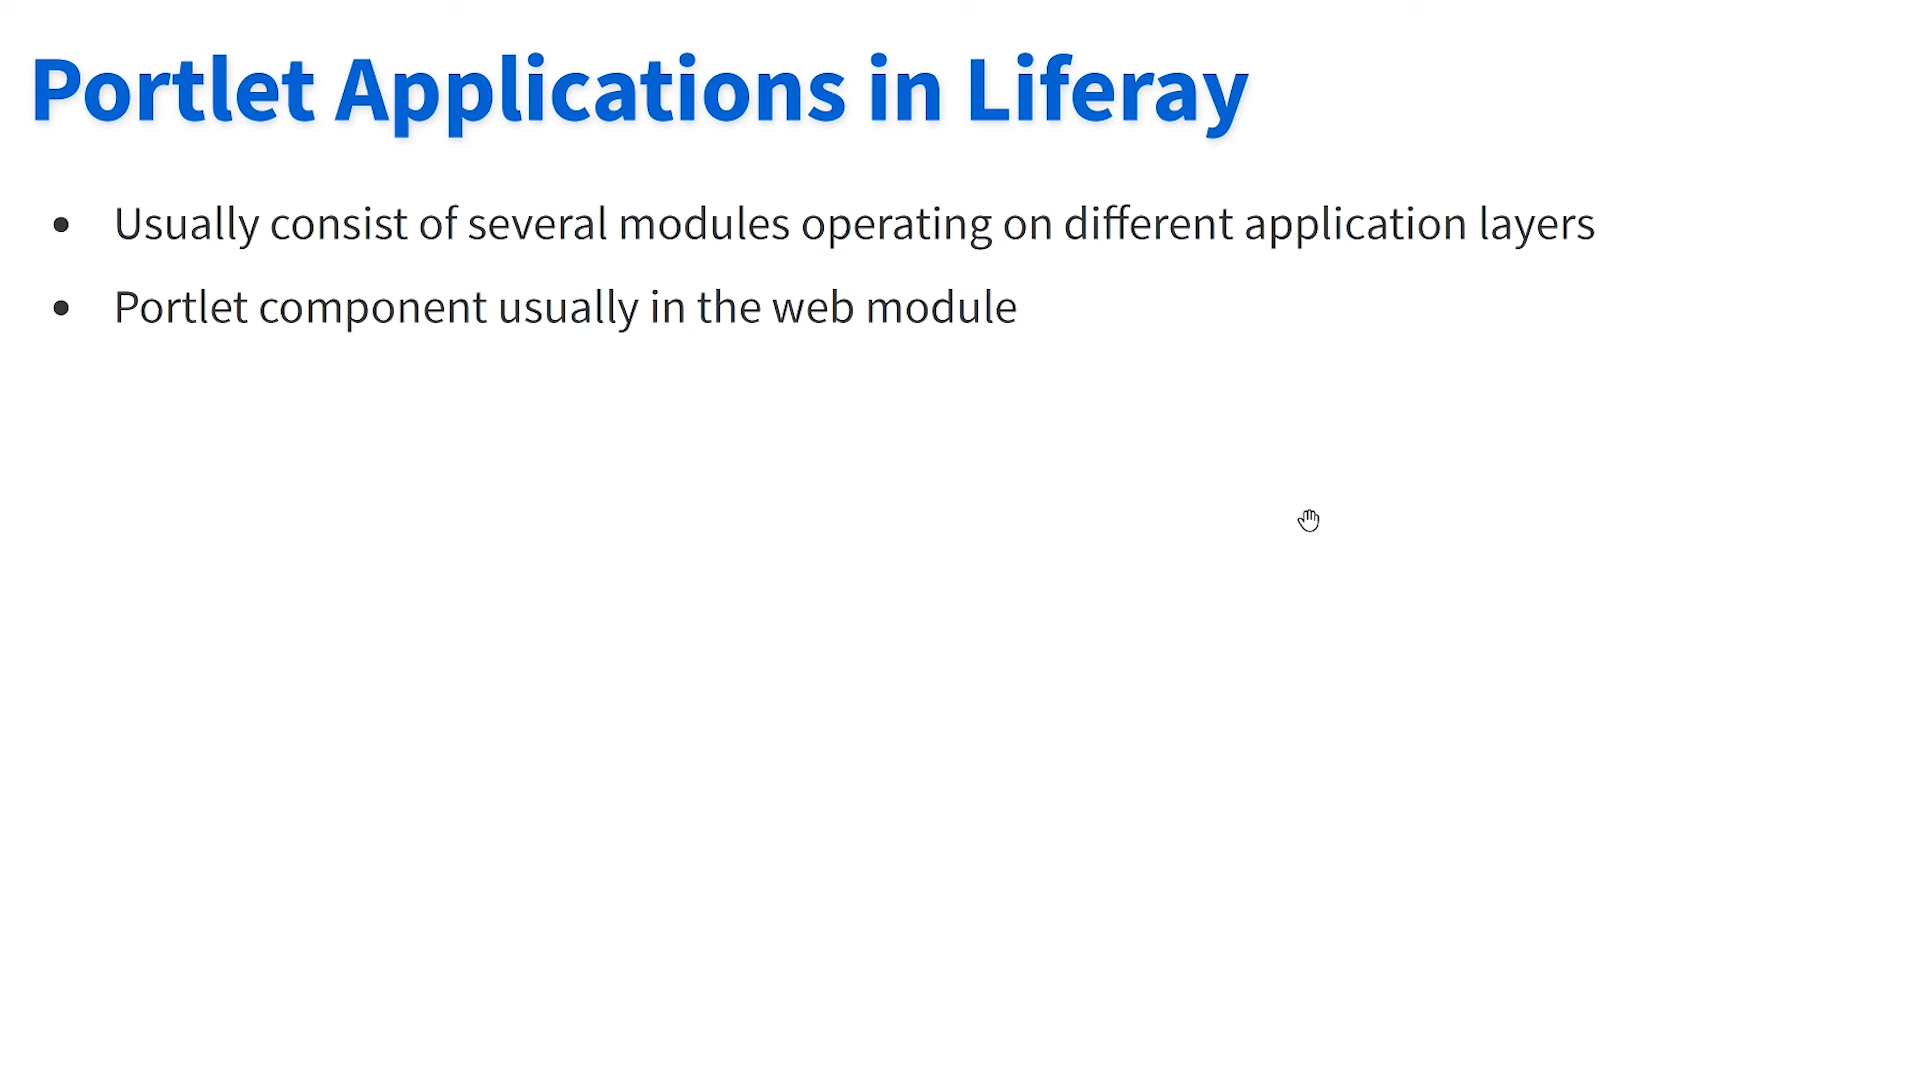 Portlet Applications in Liferay
• Usually consist of several modules operating on different application layers
• Portlet component usually in the web module